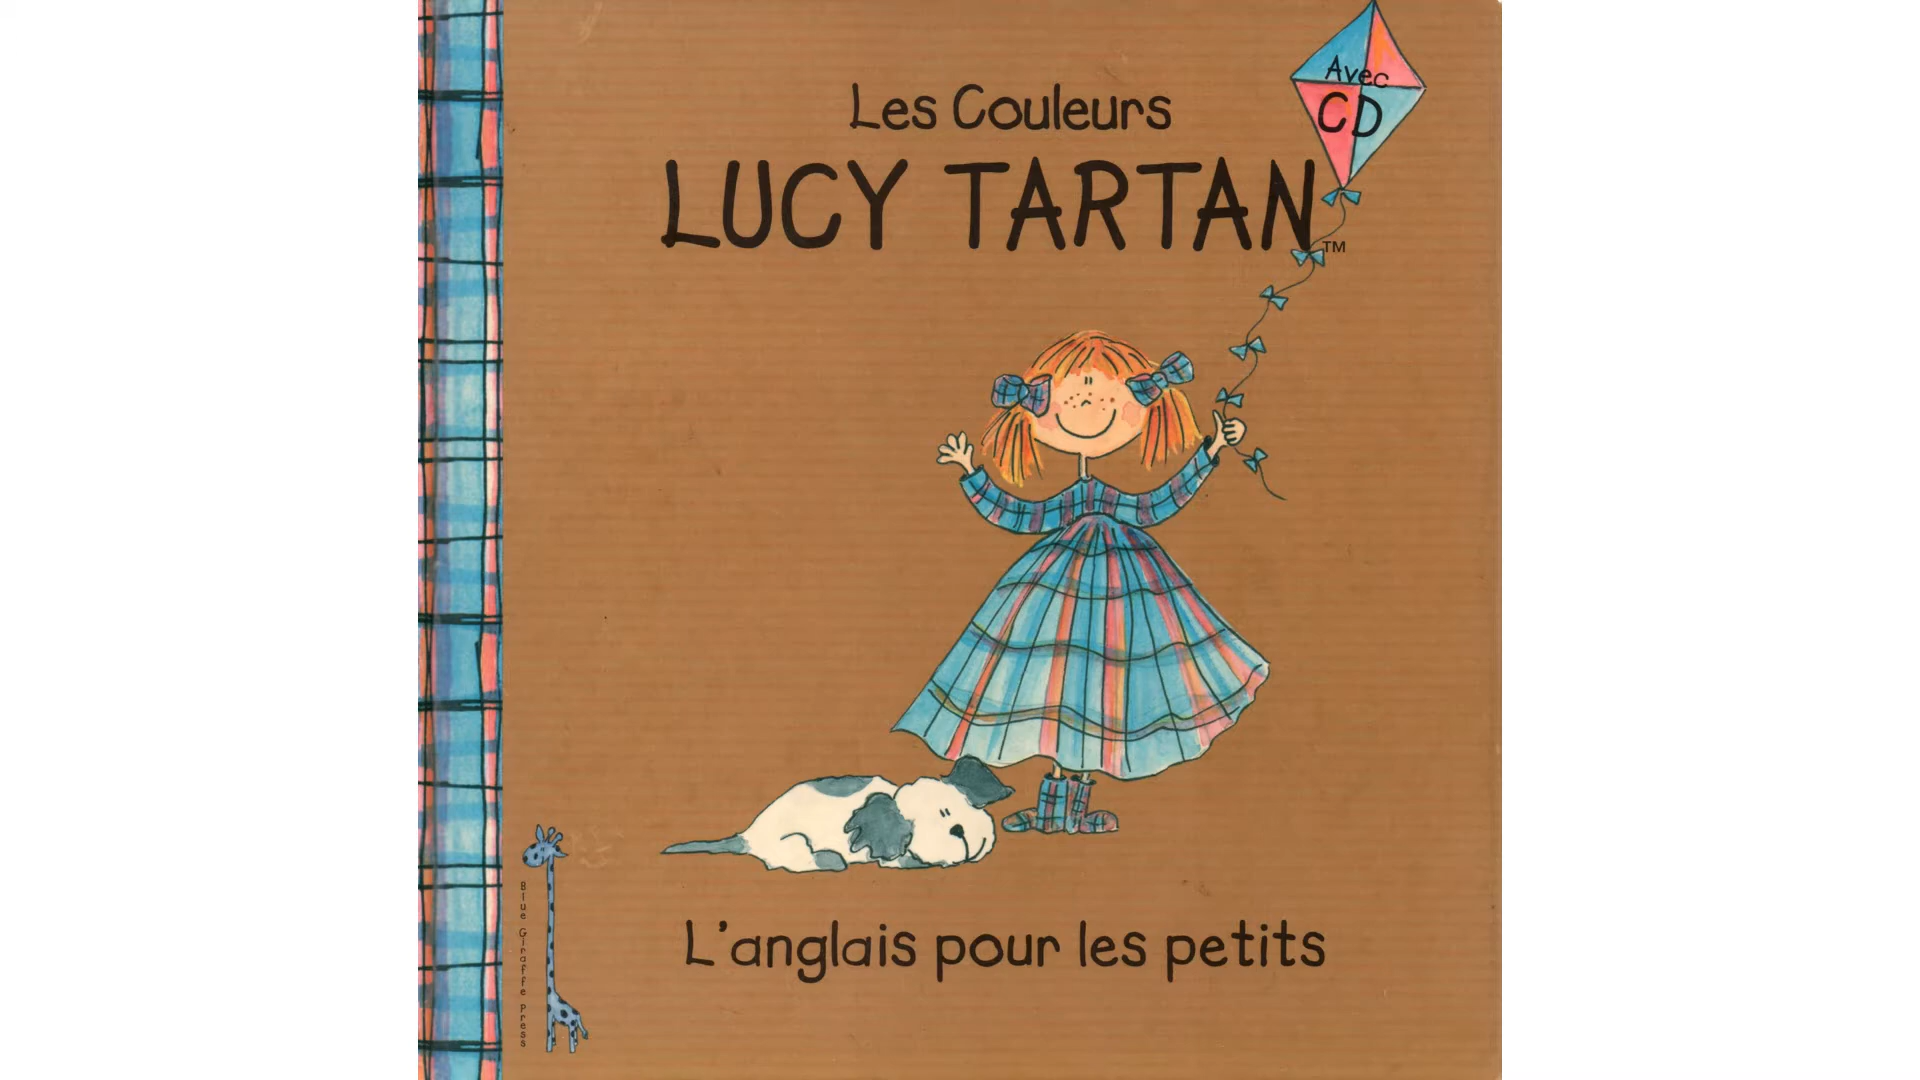 Avec
CD
Les Couleurs
LUCY TARTAN™
L'anglais pour les petits
Blue Giraffe Press